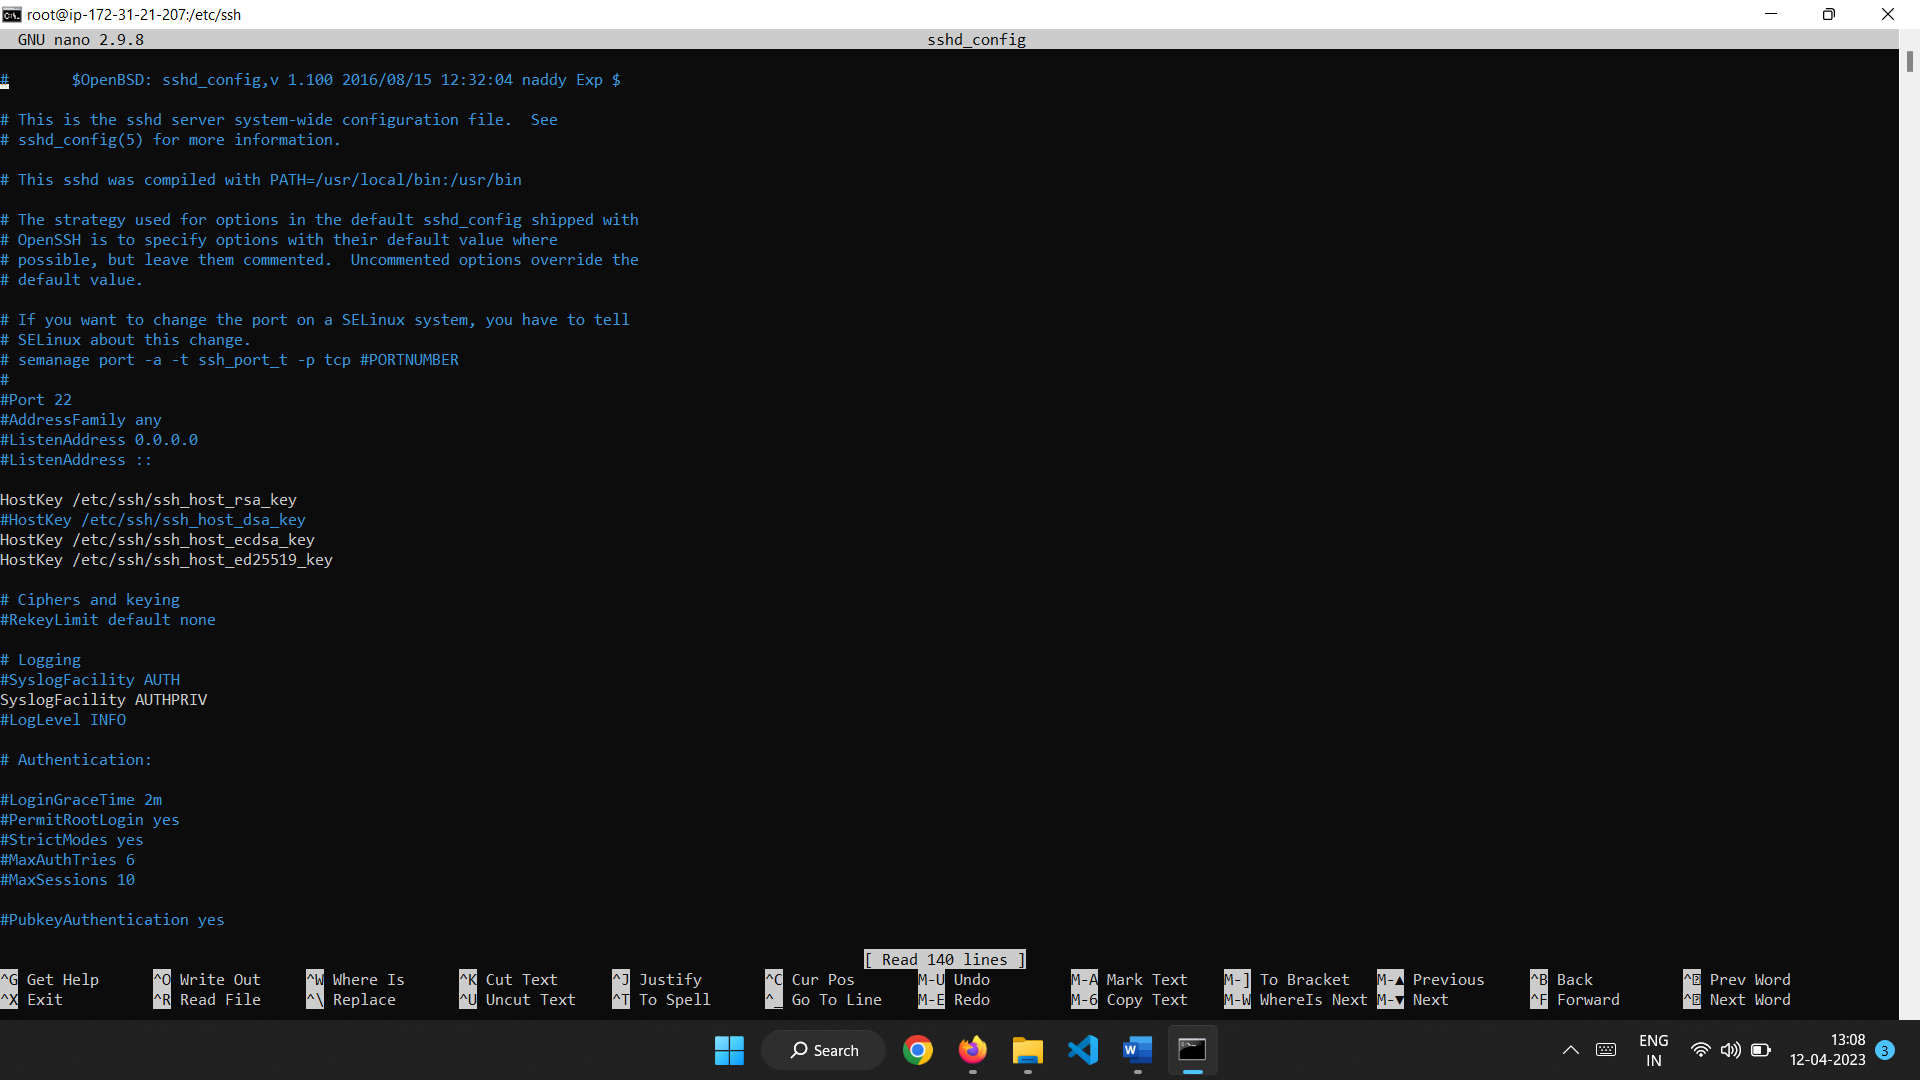 root@ip-172-31-21-207:/etc/ssh
GNU nano 2.9.8 sshd_config
# $OpenBSD: sshd_config,v 1.100 2016/08/15 12:32:04 naddy Exp $
# This is the sshd server system-wide configuration file. See
# sshd_config(5) for more information.
# This sshd was compiled with PATH=/usr/local/bin:/usr/bin
# The strategy used for options in the default sshd_config shipped with
# OpenSSH is to specify options with their default value where
# possible, but leave them commented. Uncommented options override the
# default value.
# If you want to change the port on a SELinux system, you have to tell
# SELinux about this change.
# semanage port -a -t ssh_port_t -p tcp #PORTNUMBER
#
#Port 22
#AddressFamily any
#ListenAddress 0.0.0.0
#ListenAddress ::
HostKey /etc/ssh/ssh_host_rsa_key
#HostKey /etc/ssh/ssh_host_dsa_key
HostKey /etc/ssh/ssh_host_ecdsa_key
HostKey /etc/ssh/ssh_host_ed25519_key
# Ciphers and keying
#RekeyLimit default none
# Logging
#SyslogFacility AUTH
SyslogFacility AUTHPRIV
#LogLevel INFO
# Authentication:
#LoginGraceTime 2m
#PermitRootLogin yes
#StrictModes yes
#MaxAuthTries 6
#MaxSessions 10
#PubkeyAuthentication yes
[ Read 140 lines ]
^G Get Help ^O Write Out ^W Where Is ^K Cut Text ^J Justify ^C Cur Pos M-U Undo M-A Mark Text M-] To Bracket M-▲ Previous ^B Back ^ Prev Word
^X Exit ^R Read File ^\ Replace ^U Uncut Text ^T To Spell ^_ Go To Line M-E Redo M-6 Copy Text M-W WhereIs Next M-▼ Next ^F Forward ^ Next Word
Search
ENG
IN
13:08
12-04-2023
3